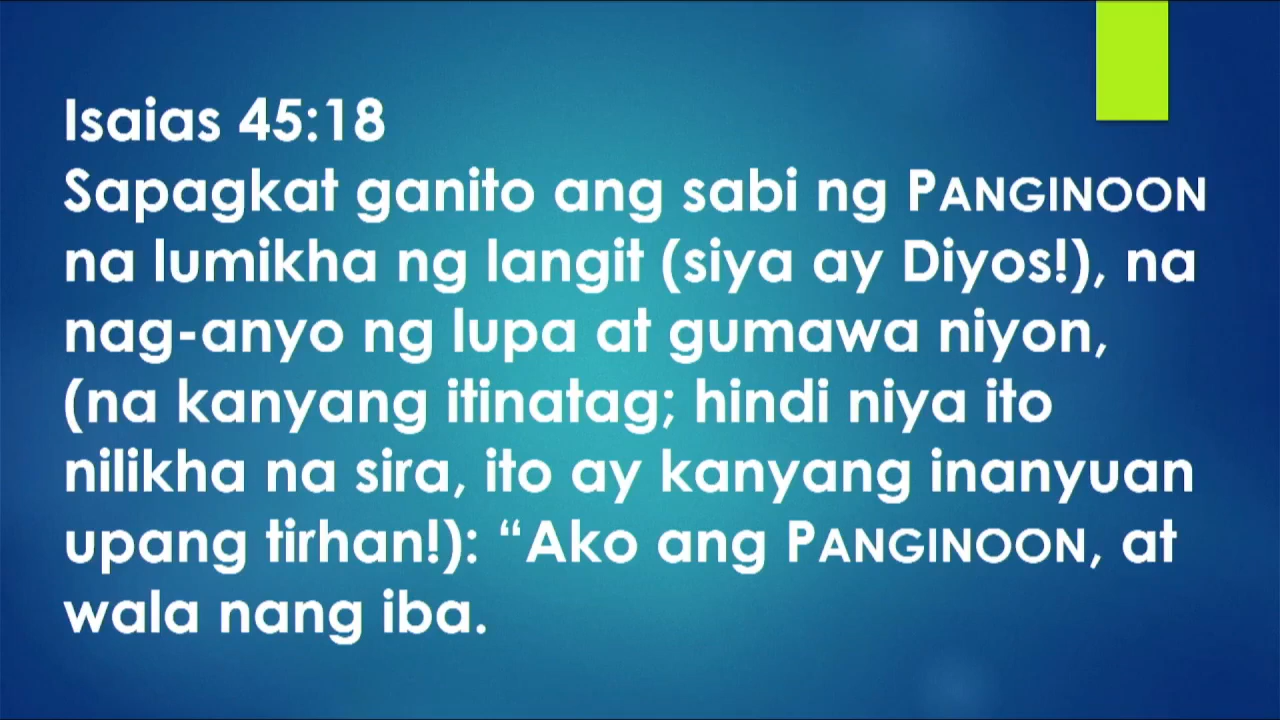 Isaias 45:18
Sapagkat ganito ang sabi ng PANGINOON
na lumikha ng langit (siya ay Diyos!), na
nag-anyo ng lupa at gumawa niyon,
(na kanyang itinatag; hindi niya ito
nilikha na sira, ito ay kanyang inanyuan
upang tirhan!): “Ako ang PANGINOON, at
wala nang iba.